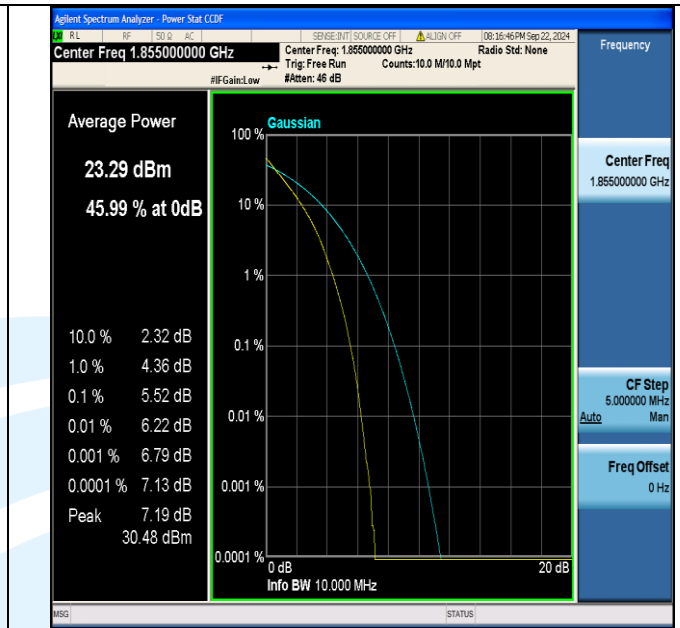 Agilent Spectrum Analyzer - Power Stat CCDF
RL RF 50 Ω AC SENSE:INT SOURCE OFF ALIGN OFF 08:16:46 PM Sep 22, 2024
Center Freq 1.855000000 GHz
Center Freq: 1.855000000 GHz Radio Std: None
Trig: Free Run Counts:10.0 M/10.0 Mpt
#IFGain:Low #Atten: 46 dB
Frequency
Average Power
23.29 dBm
45.99 % at 0dB
10.0 % 2.32 dB
1.0 % 4.36 dB
0.1 % 5.52 dB
0.01 % 6.22 dB
0.001 % 6.79 dB
0.0001 % 7.13 dB
Peak 7.19 dB
30.48 dBm
Gaussian
100 %
10 %
1 %
0.1 %
0.01 %
0.001 %
0.0001 %
0 dB 20 dB
Info BW 10.000 MHz
Center Freq
1.855000000 GHz
CF Step
5.000000 MHz
Auto Man
Freq Offset
0 Hz
MSG STATUS